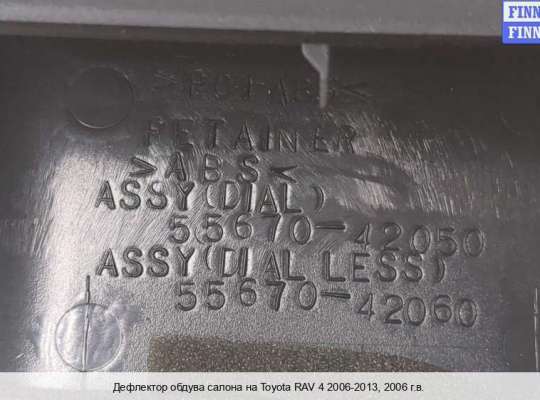 FINN
FINN
RETAINER
>ABS<
ASSY(DIAL)
55670-42050
ASSY(DIAL LESS)
55670-42060
Дефлектор обдува салона на Toyota RAV 4 2006-2013, 2006 г.в.